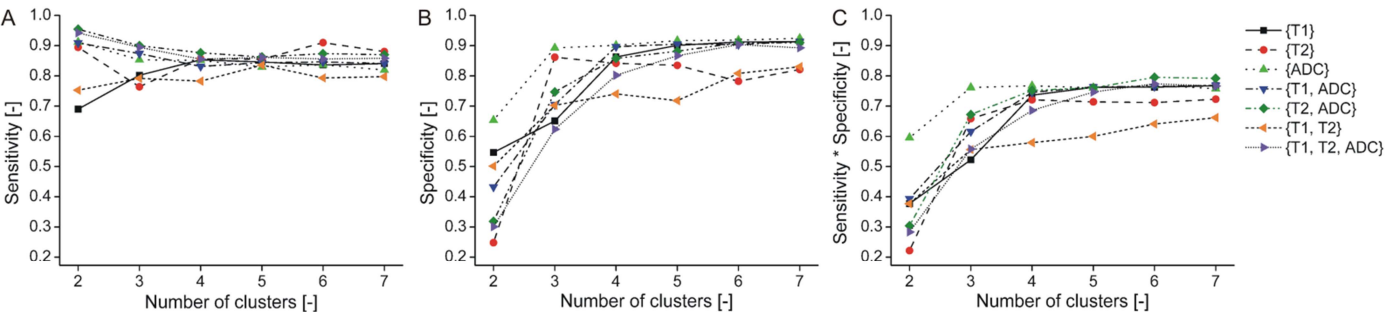 A
Sensitivity [-]
1.0
0.9
0.8
0.7
0.6
0.5
0.4
0.3
0.2
2 3 4 5 6 7
Number of clusters [-]
B
Specificity [-]
1.0
0.9
0.8
0.7
0.6
0.5
0.4
0.3
0.2
2 3 4 5 6 7
Number of clusters [-]
C
Sensitivity * Specificity [-]
1.0
0.9
0.8
0.7
0.6
0.5
0.4
0.3
0.2
2 3 4 5 6 7
Number of clusters [-]
{T1}
{T2}
{ADC}
{T1, ADC}
{T2, ADC}
{T1, T2}
{T1, T2, ADC}